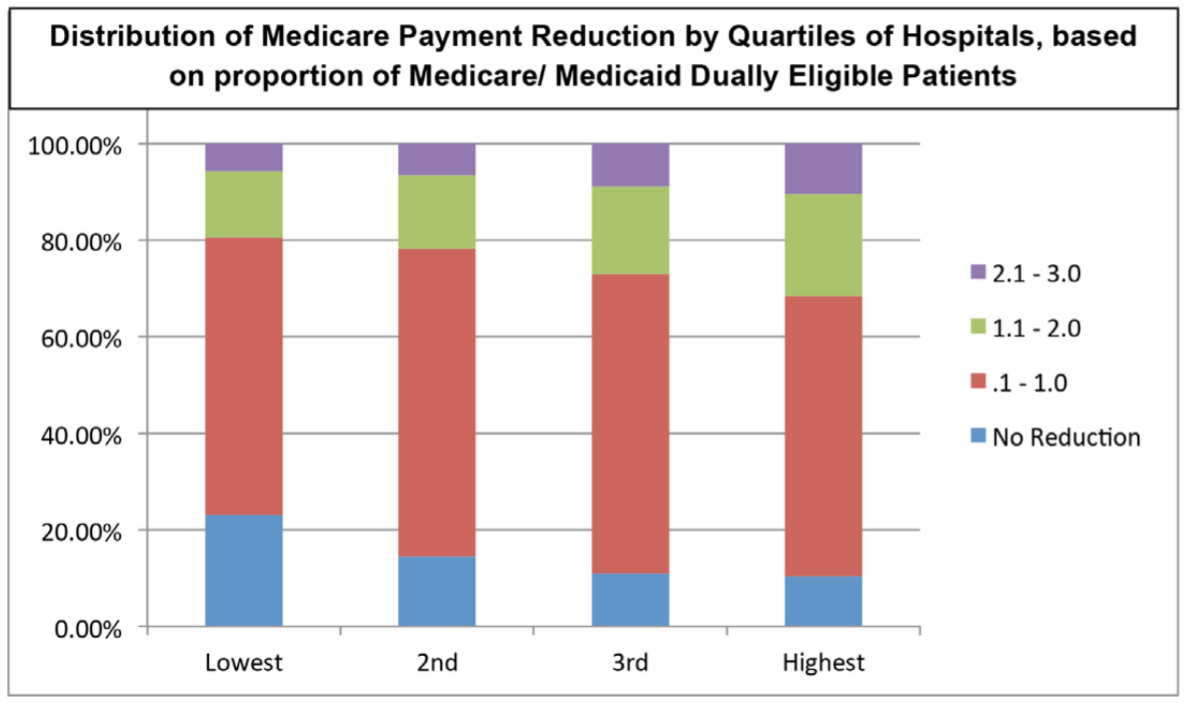 Distribution of Medicare Payment Reduction by Quartiles of Hospitals, based
on proportion of Medicare/ Medicaid Dually Eligible Patients
100.00%
80.00%
60.00%
40.00%
20.00%
0.00%
Lowest
2nd
3rd
Highest
2.1 - 3.0
1.1 - 2.0
.1 - 1.0
No Reduction